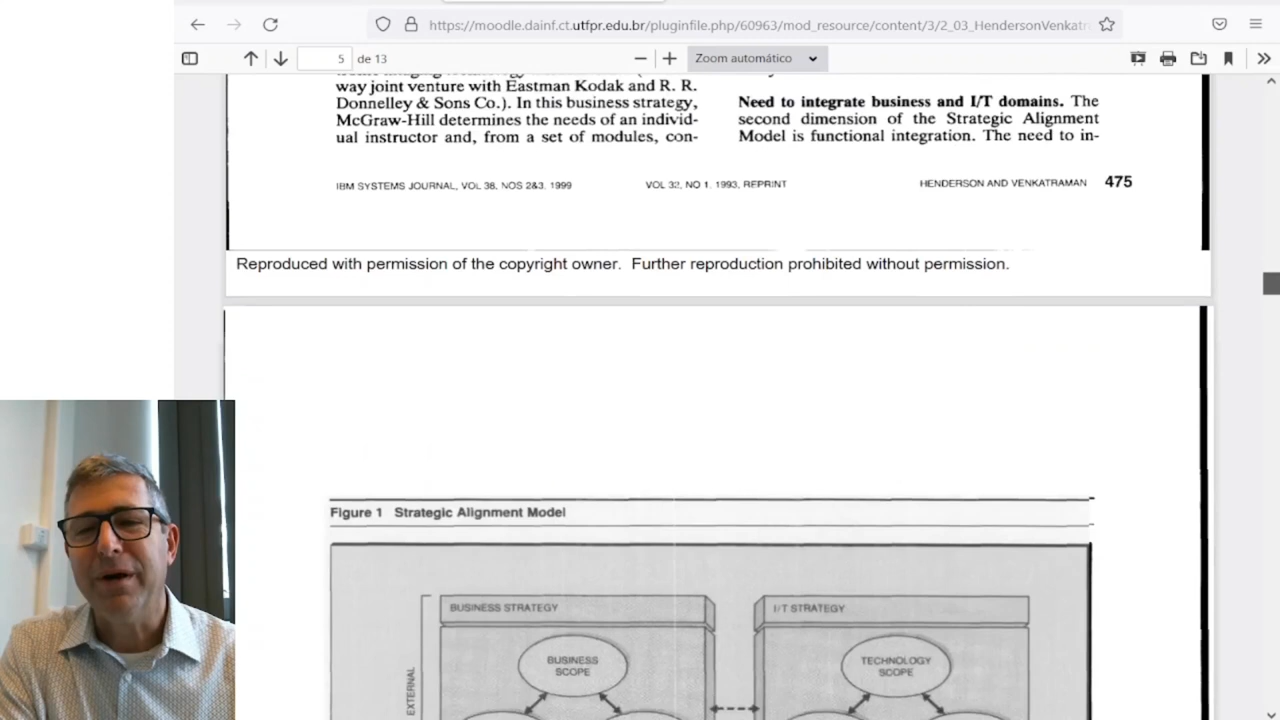 https://moodle.dainf.ct.utfpr.edu.br/pluginfile.php/60963/mod_resource/content/3/2_03_HendersonVenkatr
5 de 13
Zoom automático
way joint venture with Eastman Kodak and R. R.
Donnelley & Sons Co.). In this business strategy,
McGraw-Hill determines the needs of an individ-
ual instructor and, from a set of modules, con-
Need to integrate business and I/T domains. The
second dimension of the Strategic Alignment
Model is functional integration. The need to in-
IBM SYSTEMS JOURNAL, VOL 38, NOS 2&3, 1999
VOL 32, NO 1, 1993, REPRINT
HENDERSON AND VENKATRAMAN 475
Reproduced with permission of the copyright owner. Further reproduction prohibited without permission.
Figure 1 Strategic Alignment Model
BUSINESS STRATEGY
I/T STRATEGY
BUSINESS
SCOPE
TECHNOLOGY
SCOPE
EXTERNAL